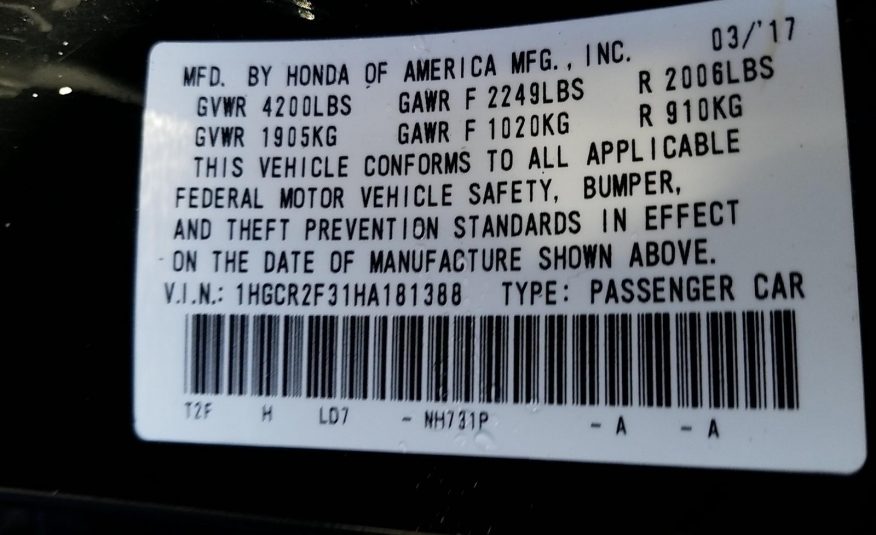 MFD. BY HONDA OF AMERICA MFG., INC. 03/'17
GVWR 4200LBS GAWR F 2249LBS R 2006LBS
GVWR 1905KG GAWR F 1020KG R 910KG
THIS VEHICLE CONFORMS TO ALL APPLICABLE
FEDERAL MOTOR VEHICLE SAFETY, BUMPER,
AND THEFT PREVENTION STANDARDS IN EFFECT
ON THE DATE OF MANUFACTURE SHOWN ABOVE.
V.I.N.: 1HGCR2F31HA181388 TYPE: PASSENGER CAR
T2F H LD7 - NH731P - A - A